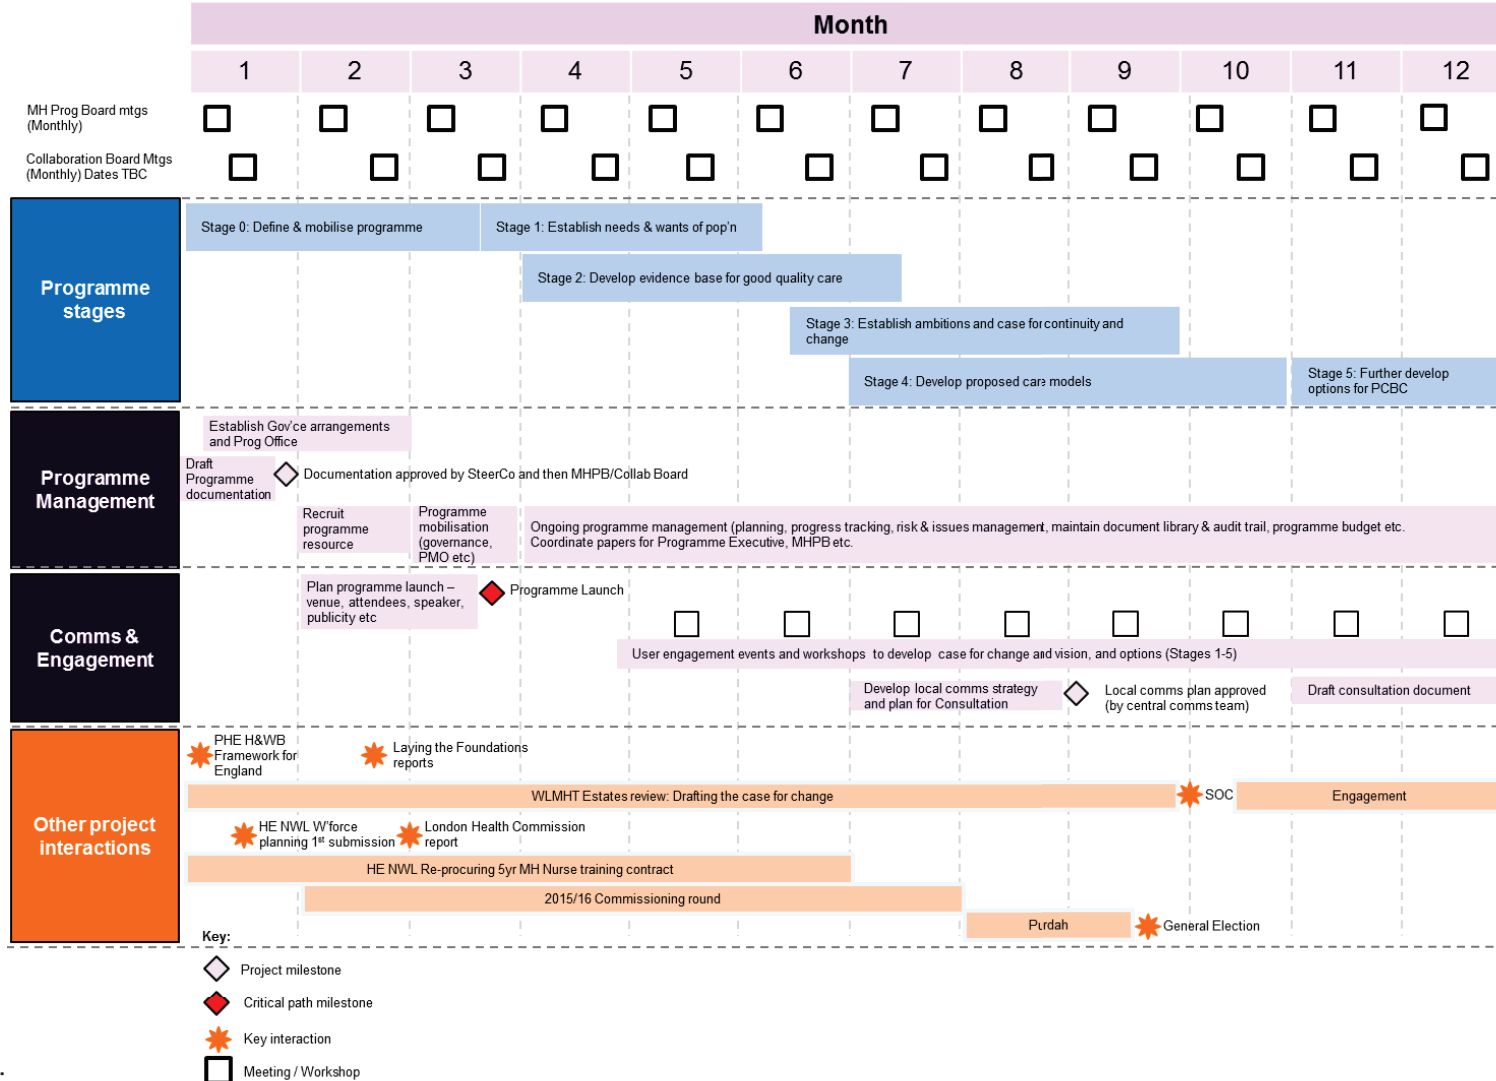 Month
1 2 3 4 5 6 7 8 9 10 11 12
MH Prog Board mtgs
(Monthly)
Collaboration Board Mtgs
(Monthly) Dates TBC
Programme
stages
Stage 0: Define & mobilise programme
Stage 1: Establish needs & wants of pop'n
Stage 2: Develop evidence base for good quality care
Stage 3: Establish ambitions and case for continuity and
change
Stage 4: Develop proposed care models
Stage 5: Further develop
options for PCBC
Programme
Management
Establish Gov'ce arrangements
and Prog Office
Draft
Programme
documentation
Documentation approved by SteerCo and then MHPB/Collab Board
Recruit
programme
resource
Programme
mobilisation
(governance,
PMO etc)
Ongoing programme management (planning, progress tracking, risk & issues management, maintain document library & audit trail, programme budget etc.
Coordinate papers for Programme Executive, MHPB etc.
Comms &
Engagement
Plan programme launch –
venue, attendees, speaker,
publicity etc
Programme Launch
User engagement events and workshops to develop case for change and vision, and options (Stages 1-5)
Develop local comms strategy
and plan for Consultation
Local comms plan approved
(by central comms team)
Draft consultation document
Other project
interactions
PHE H&WB
Framework for
England
Laying the Foundations
reports
WLMHT Estates review: Drafting the case for change
SOC
Engagement
HE NWL W'force
planning 1st submission
London Health Commission
report
HE NWL Re-procuring 5yr MH Nurse training contract
2015/16 Commissioning round
Purdah
General Election
Key:
Project milestone
Critical path milestone
Key interaction
Meeting / Workshop
.